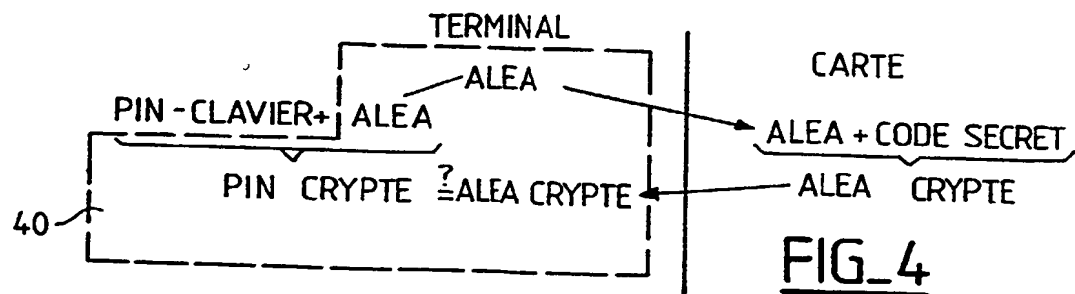 TERMINAL
CARTE
ALEA
PIN-CLAVIER+ ALEA
ALEA + CODE SECRET
PIN CRYPTE ?= ALEA CRYPTE
ALEA CRYPTE
40
FIG_4